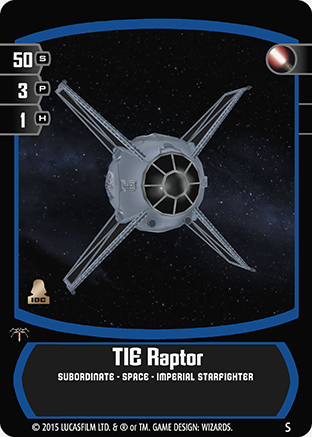 50 S
3 P
1 H
IDC
TIE Raptor
SUBORDINATE - SPACE - IMPERIAL STARFIGHTER
© 2015 LUCASFILM LTD. & ® or TM. GAME DESIGN: WIZARDS. S